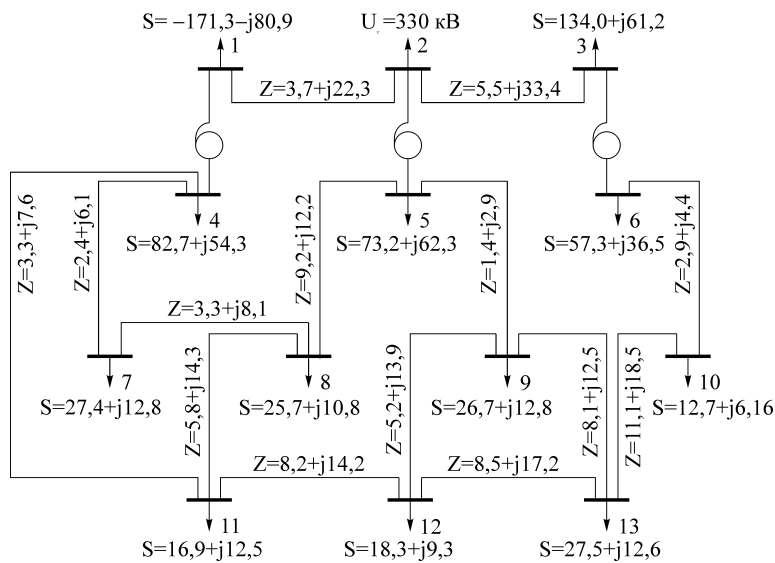 S= –171,3–j80,9
U =330 кВ
S=134,0+j61,2
1
2
3
Z=3,7+j22,3
Z=5,5+j33,4
4
5
6
S=82,7+j54,3
S=73,2+j62,3
S=57,3+j36,5
Z=3,3+j7,6
Z=2,4+j6,1
Z=9,2+j12,2
Z=1,4+j2,9
Z=2,9+j4,4
Z=3,3+j8,1
7
8
9
10
S=27,4+j12,8
S=25,7+j10,8
S=26,7+j12,8
S=12,7+j6,16
Z=5,8+j14,3
Z=5,2+j13,9
Z=8,1+j12,5
Z=11,1+j18,5
Z=8,2+j14,2
Z=8,5+j17,2
11
12
13
S=16,9+j12,5
S=18,3+j9,3
S=27,5+j12,6